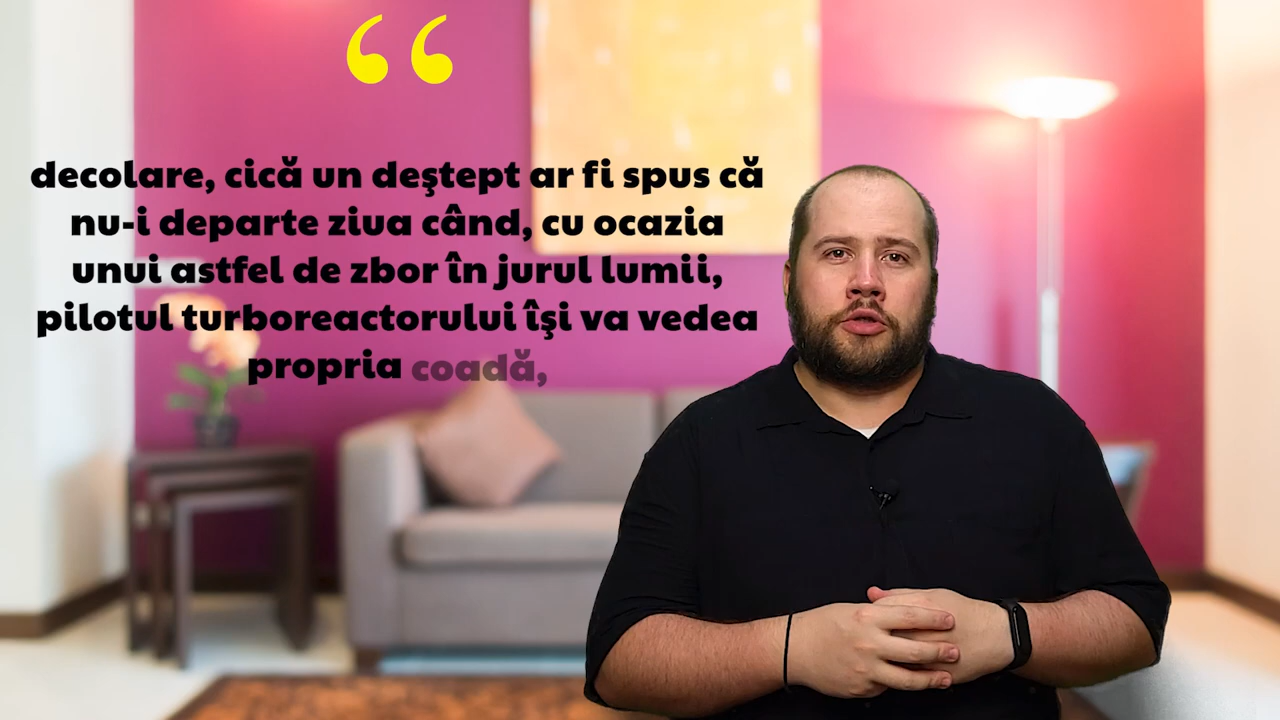 “
decolare, cică un deştept ar fi spus că
nu-i departe ziua când, cu ocazia
unui astfel de zbor în jurul lumii,
pilotul turboreactorului îşi va vedea
propria coadă,